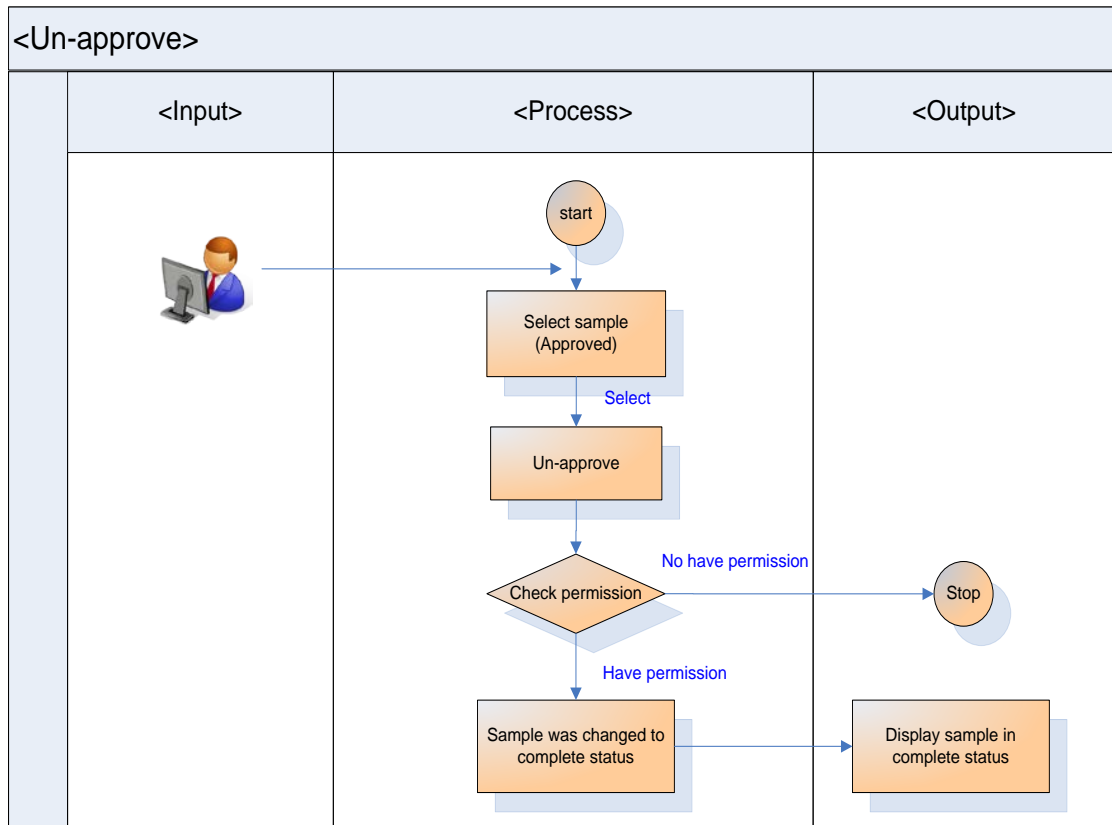 <Un-approve>
<Input>
<Process>
<Output>
start
Select sample
(Approved)
Select
Un-approve
No have permission
Check permission
Stop
Have permission
Sample was changed to
complete status
Display sample in
complete status